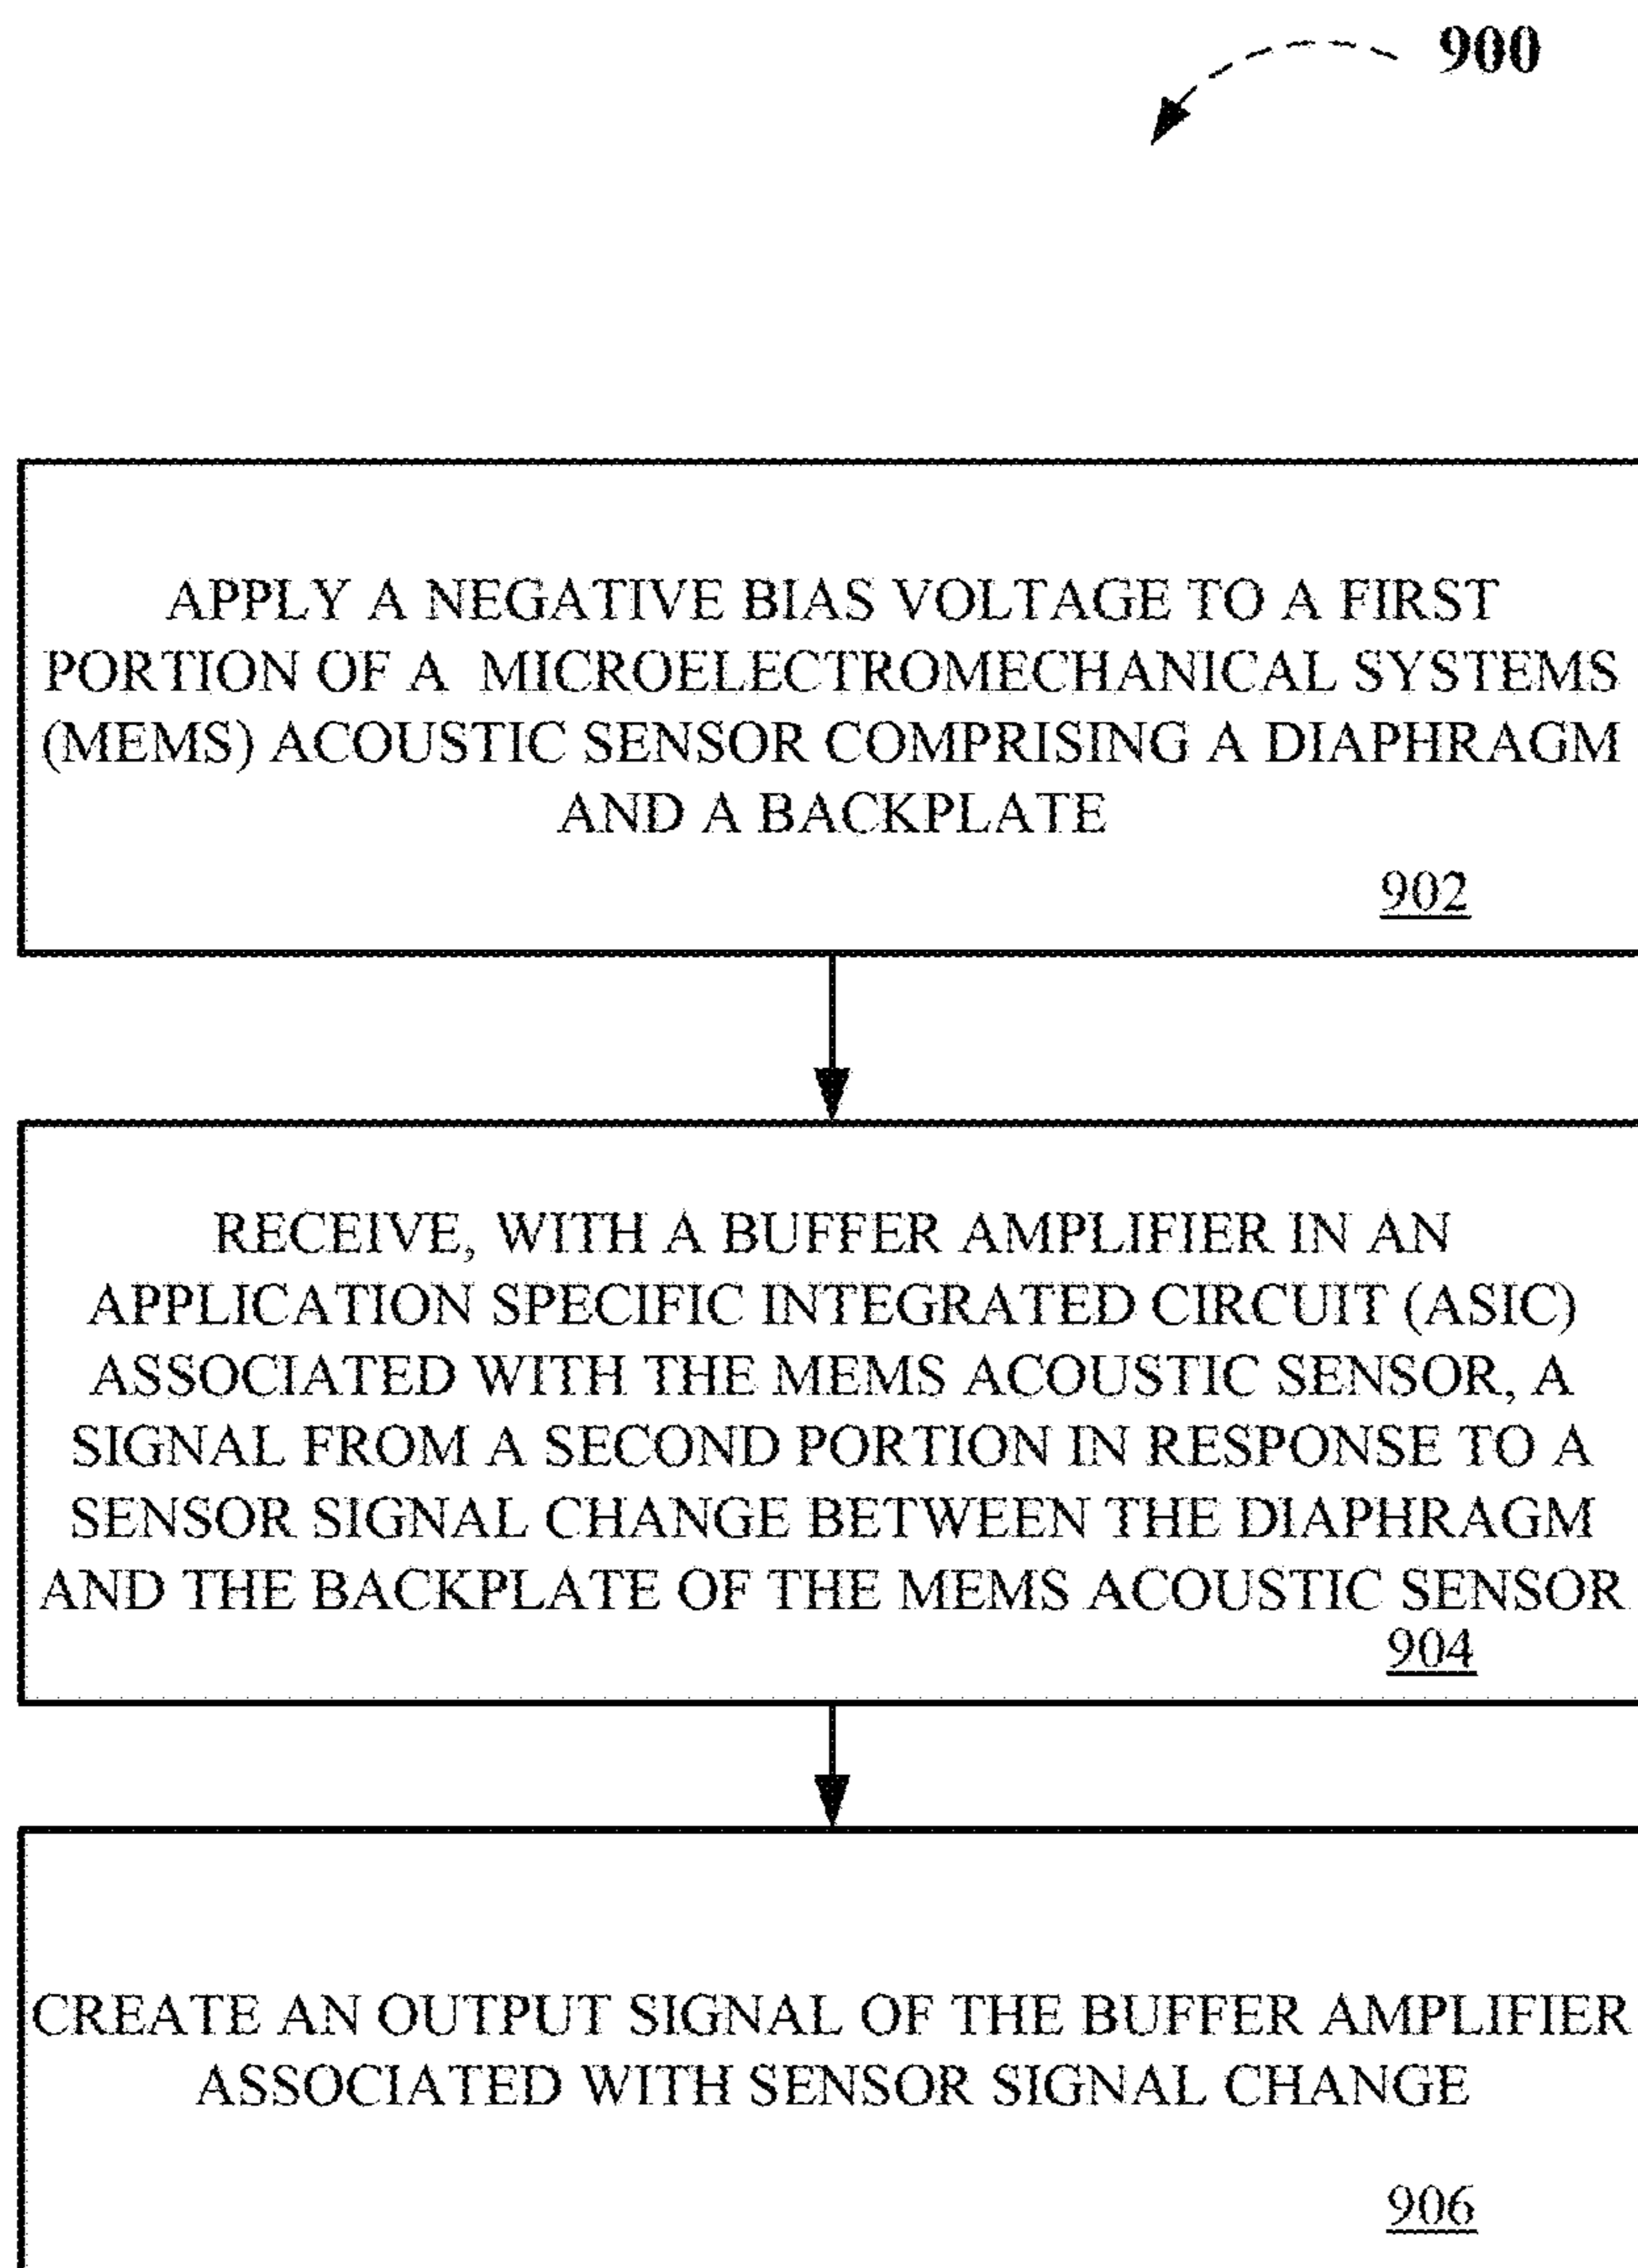 900
APPLY A NEGATIVE BIAS VOLTAGE TO A FIRST
PORTION OF A MICROELECTROMECHANICAL SYSTEMS
(MEMS) ACOUSTIC SENSOR COMPRISING A DIAPHRAGM
AND A BACKPLATE
902
RECEIVE, WITH A BUFFER AMPLIFIER IN AN
APPLICATION SPECIFIC INTEGRATED CIRCUIT (ASIC)
ASSOCIATED WITH THE MEMS ACOUSTIC SENSOR, A
SIGNAL FROM A SECOND PORTION IN RESPONSE TO A
SENSOR SIGNAL CHANGE BETWEEN THE DIAPHRAGM
AND THE BACKPLATE OF THE MEMS ACOUSTIC SENSOR
904
CREATE AN OUTPUT SIGNAL OF THE BUFFER AMPLIFIER
ASSOCIATED WITH SENSOR SIGNAL CHANGE
906